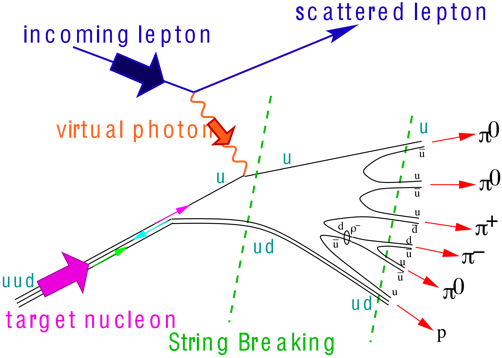 scattered lepton
incoming lepton
virtual photon
u
u
u
u̅
π0
u
u̅
π0
u
d̅
π+
d
ρ-
u̅
d
u̅
π-
u
u̅
π0
ud
uud
ud
u
p
target nucleon
String Breaking